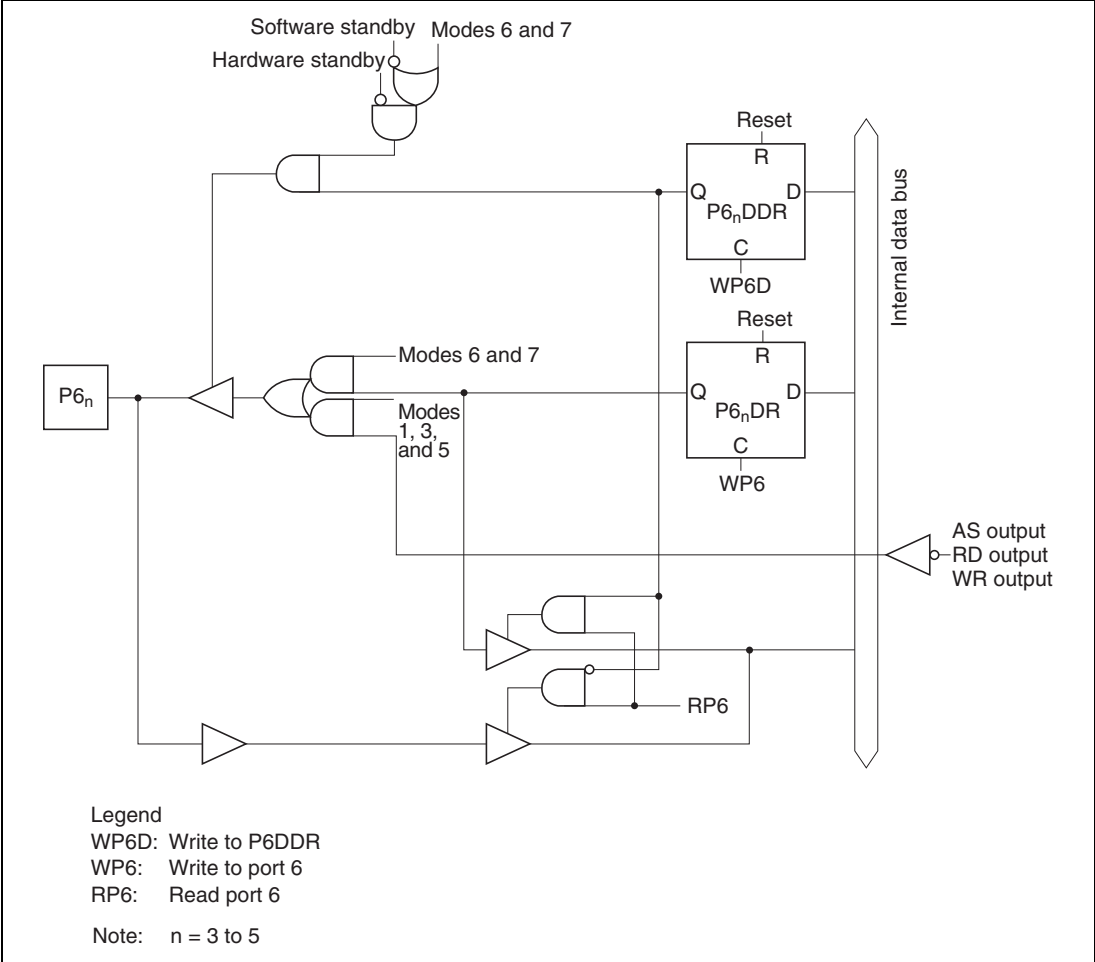 Software standby
Modes 6 and 7
Hardware standby
Reset
R
Q
D
P6nDDR
C
WP6D
Internal data bus
Reset
R
Modes 6 and 7
P6n
Q
D
P6nDR
Modes
1, 3,
and 5
C
WP6
AS output
RD output
WR output
RP6
Legend
WP6D: Write to P6DDR
WP6: Write to port 6
RP6: Read port 6
Note: n = 3 to 5